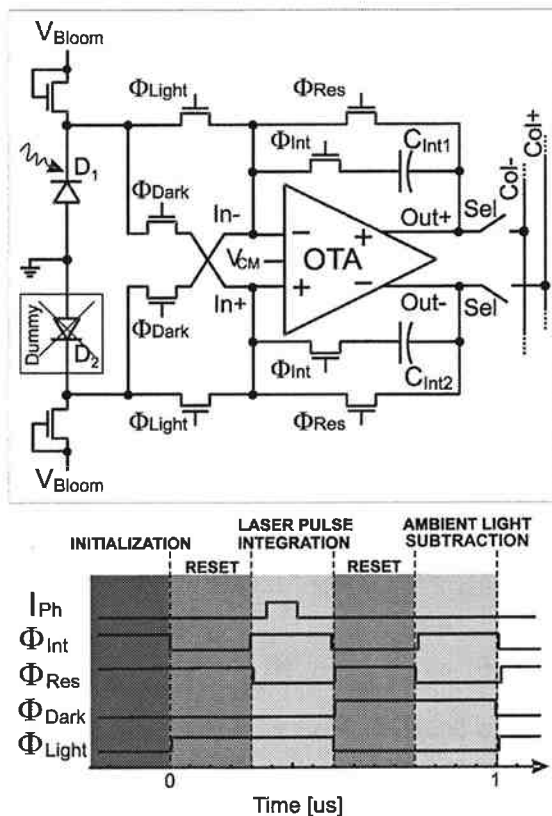 VBloom
ΦLight
ΦRes
ΦInt
CInt1
D1
ΦDark
In-
Out+
Sel
Col-
Col+
VCM
OTA
- +
+ -
ΦDark
In+
Out-
Sel
Dummy
D2
ΦInt
CInt2
ΦLight
ΦRes
VBloom
INITIALIZATION
LASER PULSE
INTEGRATION
AMBIENT LIGHT
SUBTRACTION
RESET
RESET
IPh
ΦInt
ΦRes
ΦDark
ΦLight
0
1
Time [us]